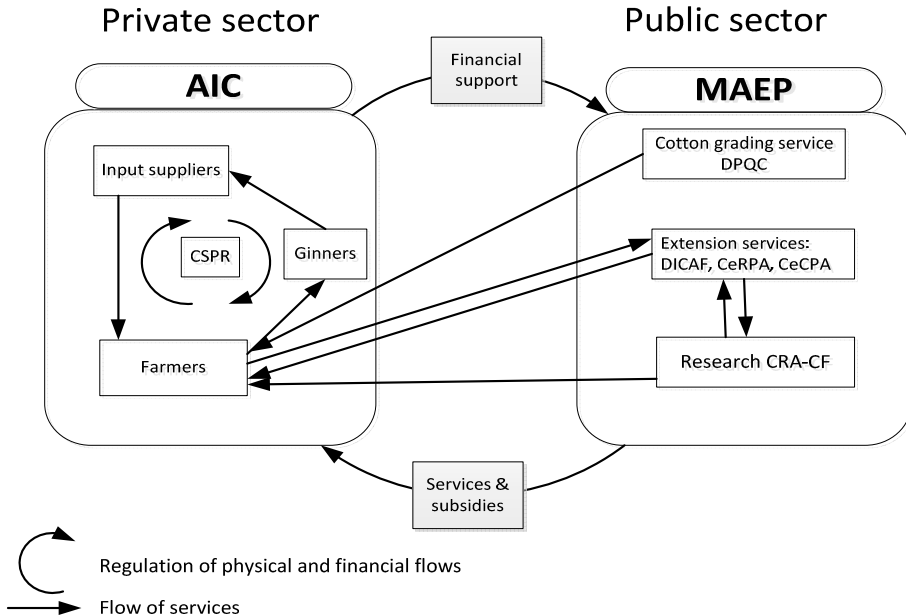 Private sector
Public sector
Financial
support
AIC
MAEP
Cotton grading service
DPQC
Input suppliers
CSPR
Ginners
Extension services:
DICAF, CeRPA, CeCPA
Farmers
Research CRA-CF
Services &
subsidies
Regulation of physical and financial flows
Flow of services